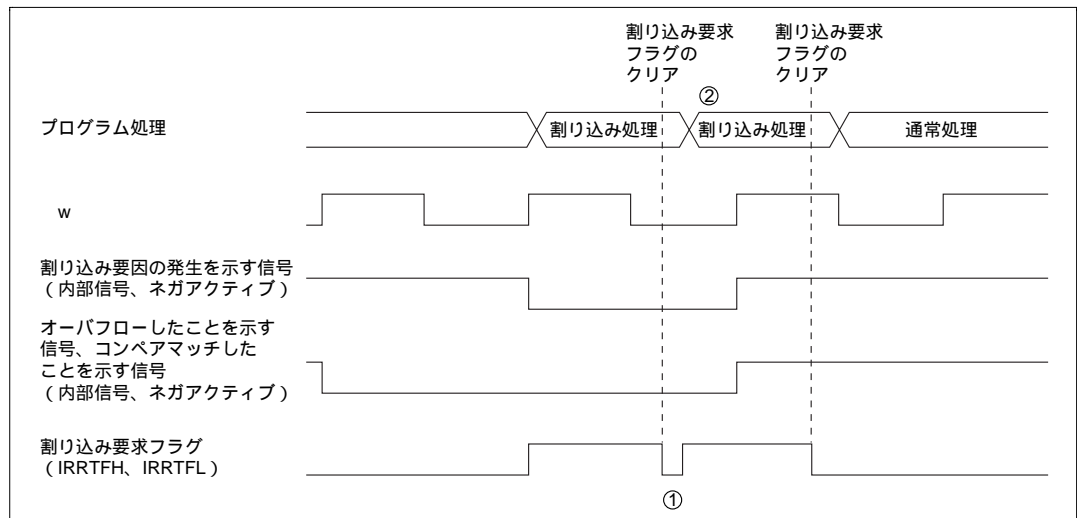 割り込み要求
フラグの
クリア
割り込み要求
フラグの
クリア
②
プログラム処理
割り込み処理
割り込み処理
通常処理
w
割り込み要因の発生を示す信号
（内部信号、ネガアクティブ）
オーバフローしたことを示す
信号、コンペアマッチした
ことを示す信号
（内部信号、ネガアクティブ）
割り込み要求フラグ
（IRRTFH、IRRTFL）
①